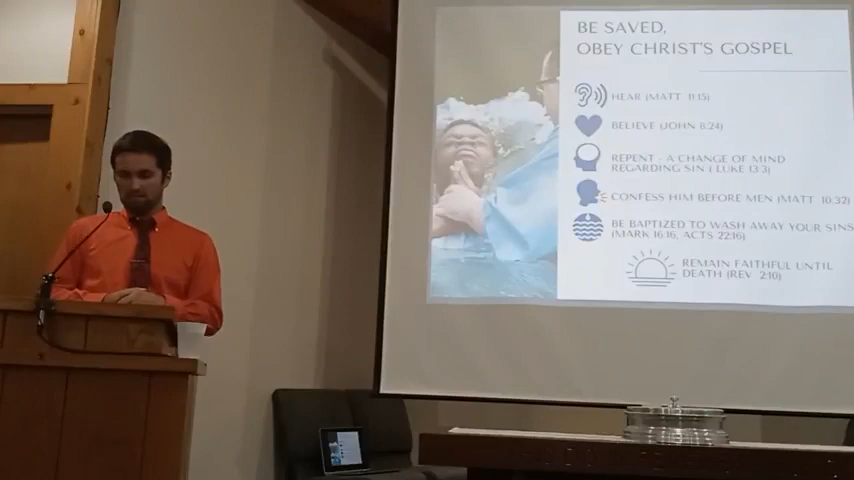 BE SAVED,
OBEY CHRIST'S GOSPEL
HEAR (MATT 11:15)
BELIEVE (JOHN 8:24)
REPENT - A CHANGE OF MIND
REGARDING SIN ( LUKE 13:3)
CONFESS HIM BEFORE MEN (MATT 10:32)
BE BAPTIZED TO WASH AWAY YOUR SINS
(MARK 16:16, ACTS 22:16)
REMAIN FAITHFUL UNTIL
DEATH (REV 2:10)